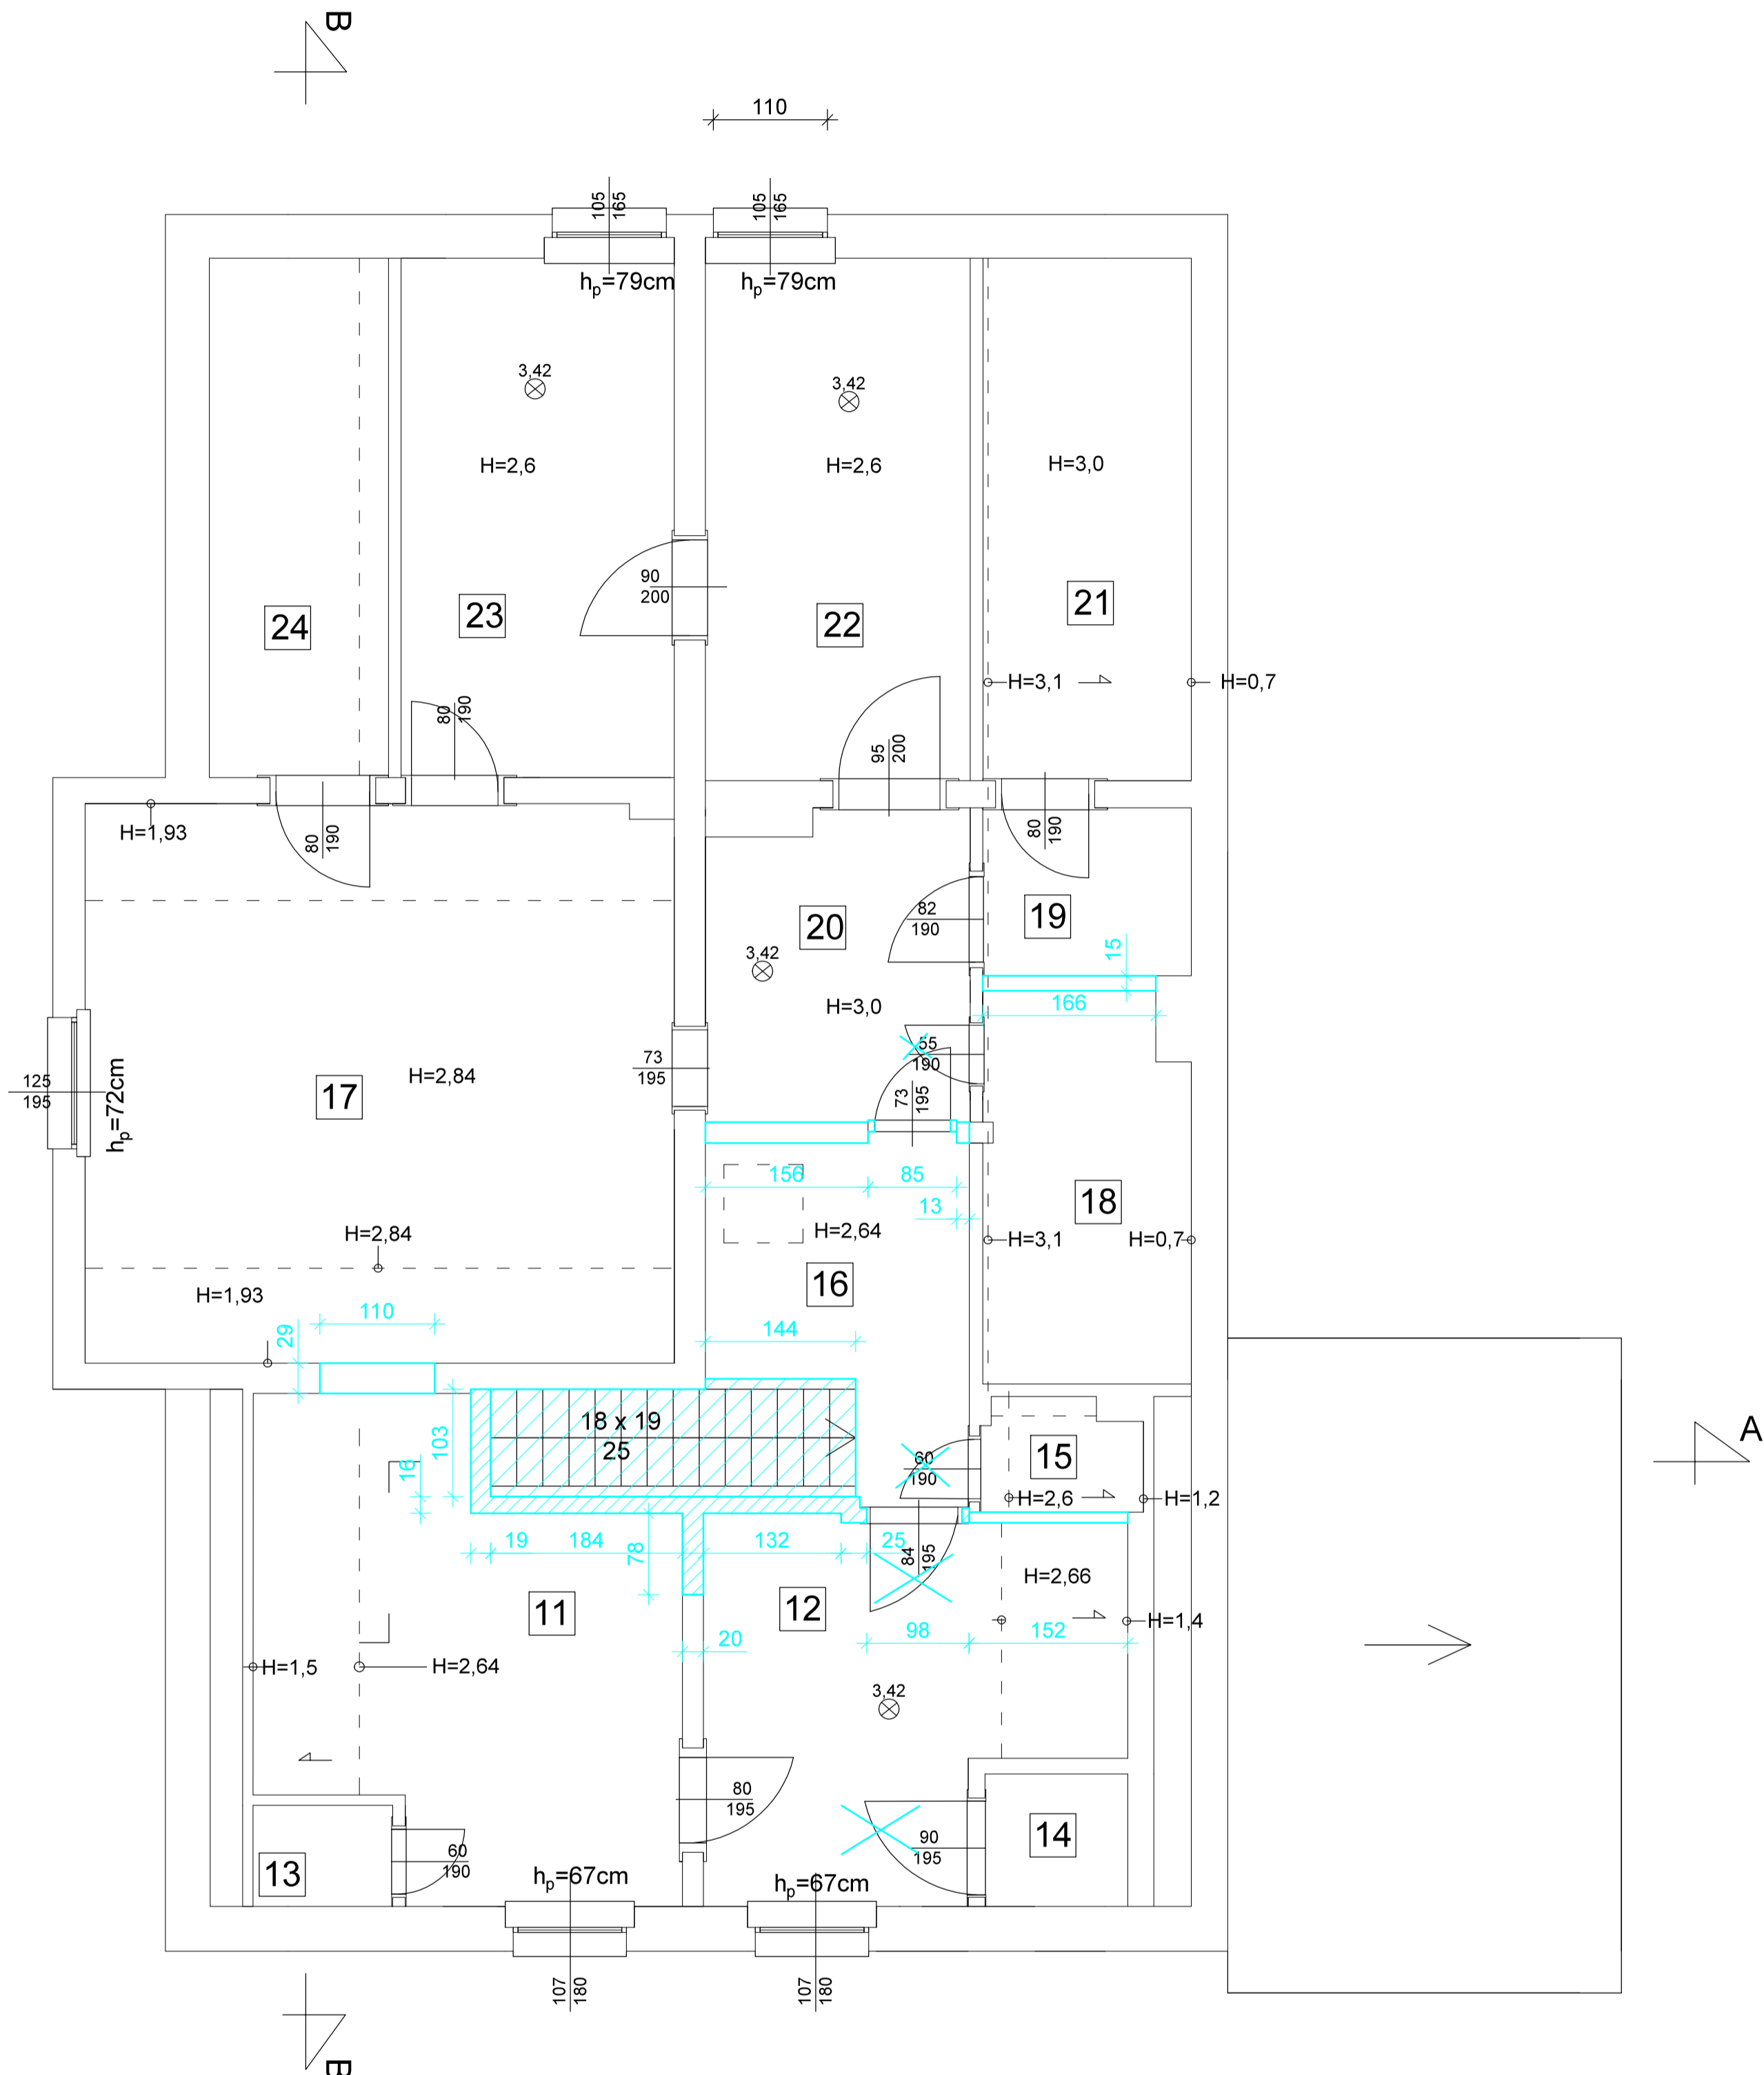 B
110
105
165
105
165
hp=79cm
hp=79cm
3,42
3,42
H=2,6
H=2,6
H=3,0
90
200
24
23
22
21
H=3,1
H=0,7
80
190
95
200
H=1,93
80
190
80
190
82
190
20
19
3,42
15
H=3,0
166
55
190
73
195
125
195
hp=72cm
17
H=2,84
73
195
156
85
13
18
H=2,84
H=2,64
H=3,1
H=0,7
16
H=1,93
110
29
144
18 x 19
25
103
16
A
60
190
15
H=2,6
H=1,2
19
184
78
132
25
84
195
H=2,66
11
12
H=1,4
98
152
20
H=1,5
H=2,64
3,42
80
195
90
195
14
60
190
13
hp=67cm
hp=67cm
107
180
107
180
B